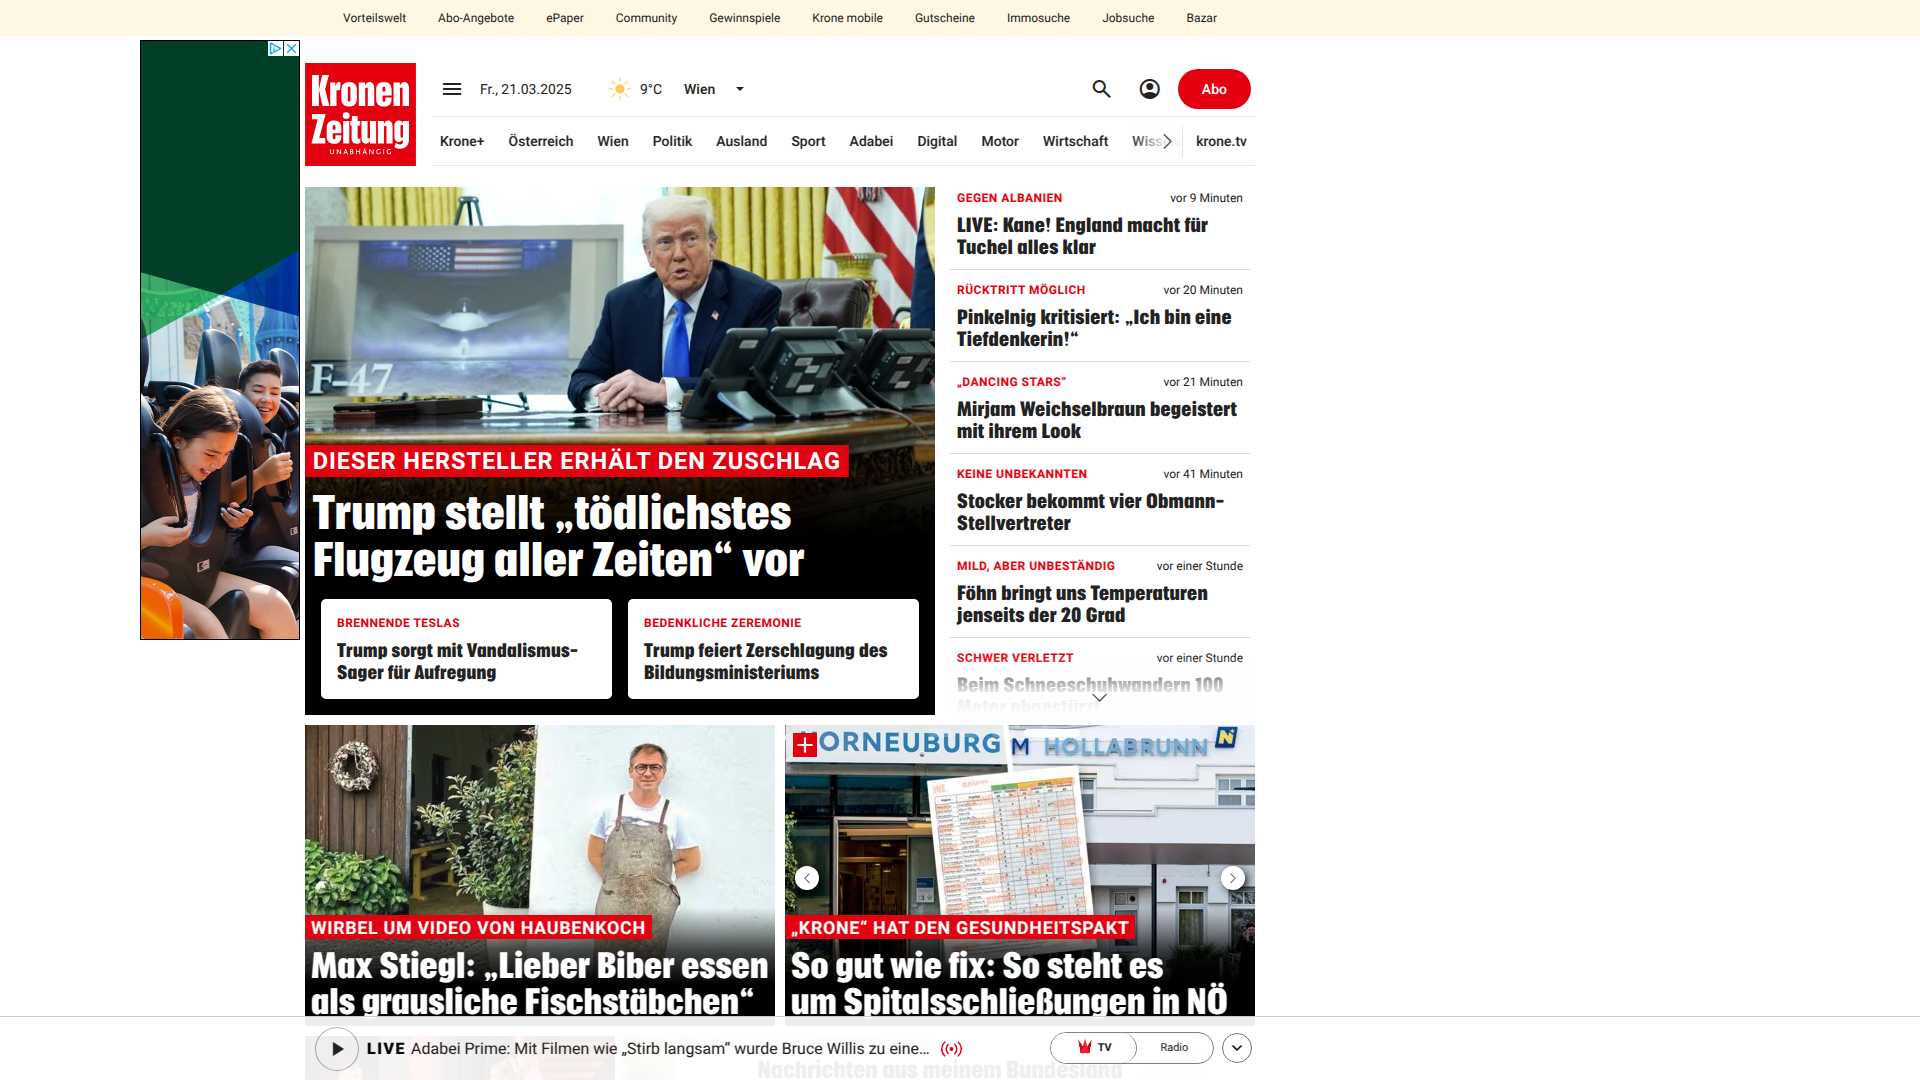 Vorteilswelt Abo-Angebote ePaper Community Gewinnspiele Krone mobile Gutscheine Immosuche Jobsuche Bazar
Kronen
Zeitung
UNABHÄNGIG
Fr., 21.03.2025 9°C Wien
Abo
Krone+ Österreich Wien Politik Ausland Sport Adabei Digital Motor Wirtschaft Wiss krone.tv
F-47
DIESER HERSTELLER ERHÄLT DEN ZUSCHLAG
Trump stellt „tödlichstes
Flugzeug aller Zeiten“ vor
BRENNENDE TESLAS
Trump sorgt mit Vandalismus-
Sager für Aufregung
BEDENKLICHE ZEREMONIE
Trump feiert Zerschlagung des
Bildungsministeriums
GEGEN ALBANIEN vor 9 Minuten
LIVE: Kane! England macht für
Tuchel alles klar
RÜCKTRITT MÖGLICH vor 20 Minuten
Pinkelnig kritisiert: „Ich bin eine
Tiefdenkerin!“
„DANCING STARS“ vor 21 Minuten
Mirjam Weichselbraun begeistert
mit ihrem Look
KEINE UNBEKANNTEN vor 41 Minuten
Stocker bekommt vier Obmann-
Stellvertreter
MILD, ABER UNBESTÄNDIG vor einer Stunde
Föhn bringt uns Temperaturen
jenseits der 20 Grad
SCHWER VERLETZT vor einer Stunde
Beim Schneeschuhwandern 100
Meter abgestürzt
WIRBEL UM VIDEO VON HAUBENKOCH
Max Stiegl: „Lieber Biber essen
als grausliche Fischstäbchen“
KORNEUBURG
M HOLLABRUNN N
„KRONE“ HAT DEN GESUNDHEITSPAKT
So gut wie fix: So steht es
um Spitalsschließungen in NÖ
LIVE Adabei Prime: Mit Filmen wie „Stirb langsam“ wurde Bruce Willis zu eine...
TV Radio
Nachrichten aus meinem Bundesland